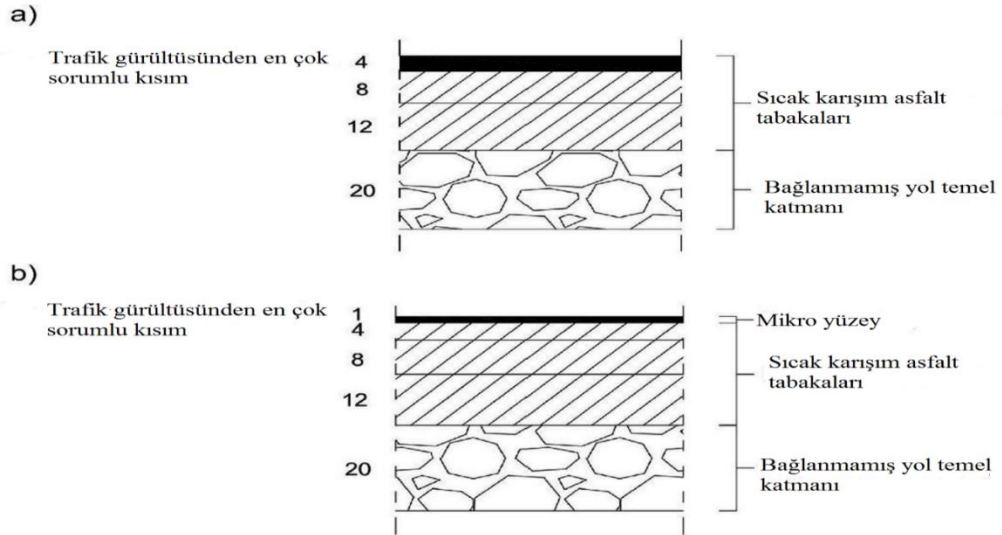 a)
Trafik gürültüsünden en çok
sorumlu kısım
4
8
12
20
Sıcak karışım asfalt
tabakaları
Bağlanmamış yol temel
katmanı
b)
Trafik gürültüsünden en çok
sorumlu kısım
1
4
8
12
20
Mikro yüzey
Sıcak karışım asfalt
tabakaları
Bağlanmamış yol temel
katmanı